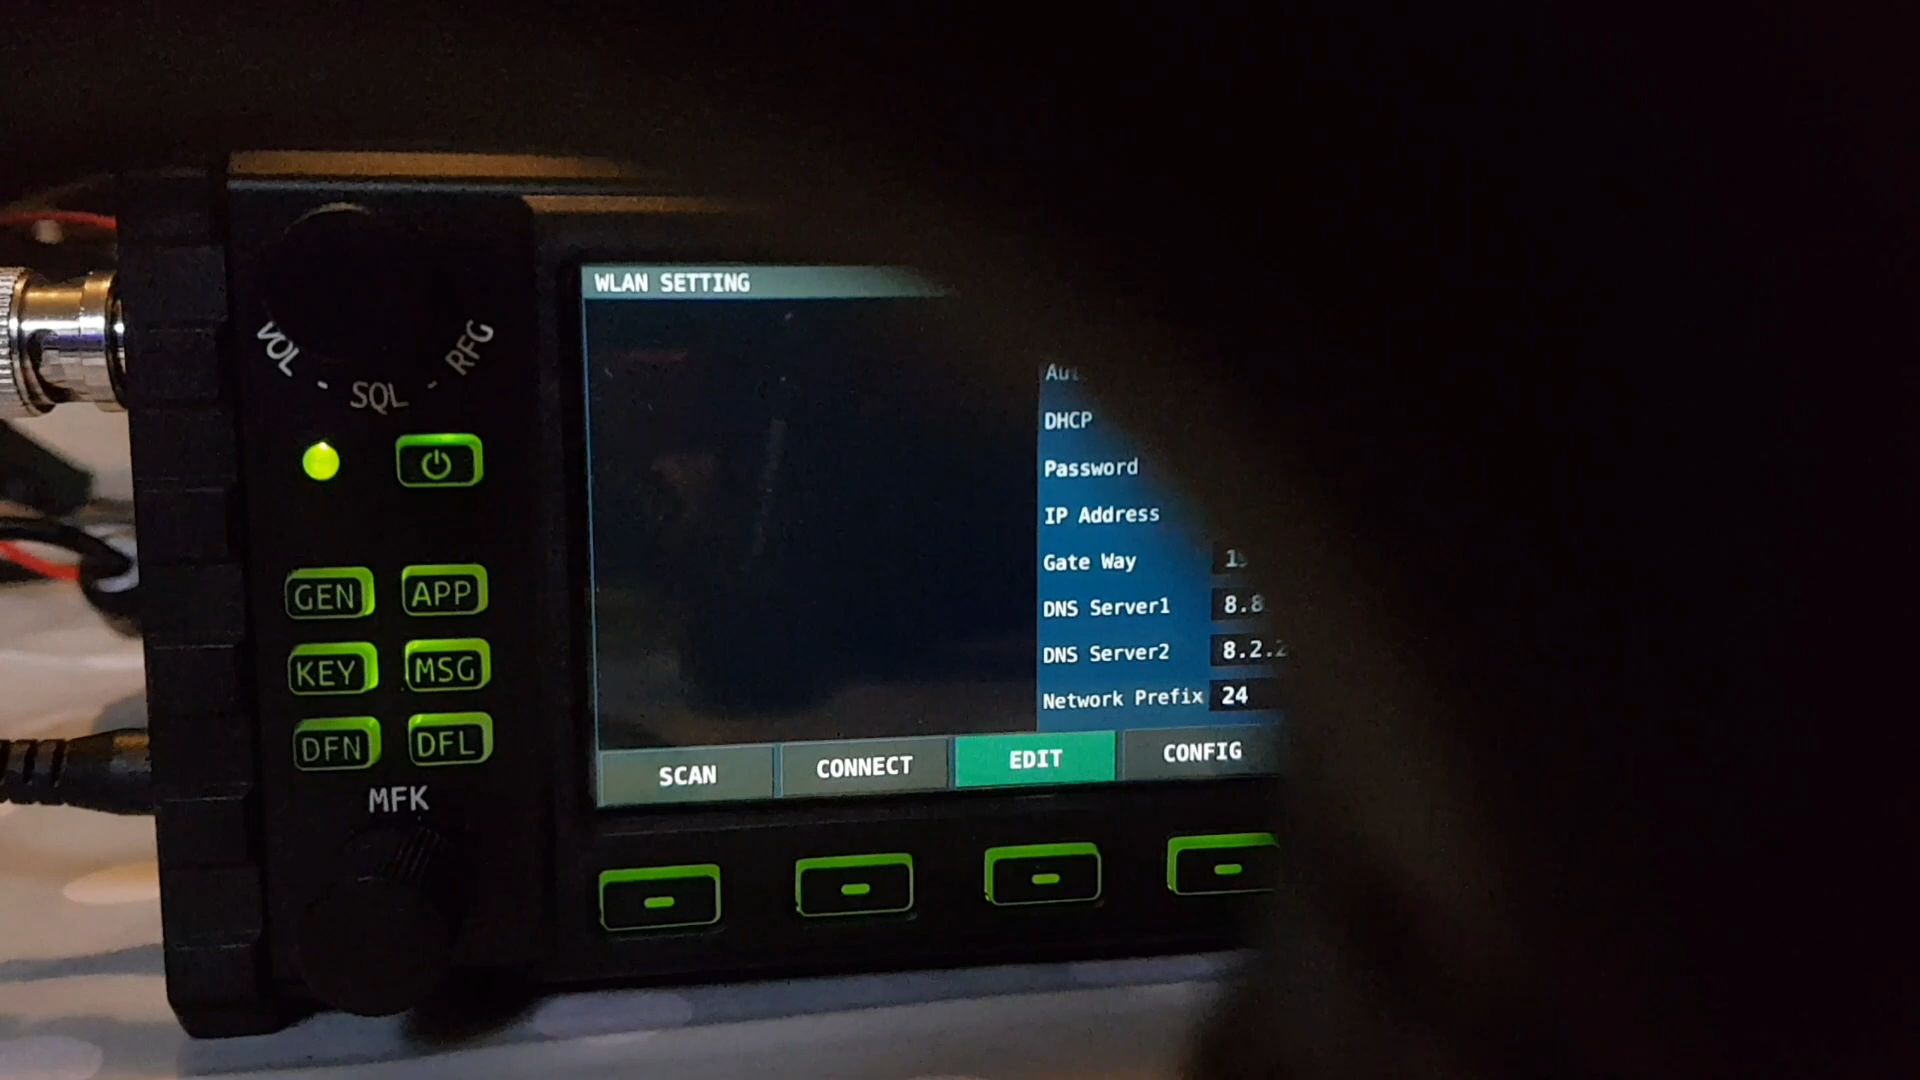 WLAN SETTING
VOL - SQL - RFG
DHCP
Password
IP Address
Gate Way
DNS Server1 8.8
DNS Server2 8.2.2
Network Prefix 24
GEN APP
KEY MSG
DFN DFL
SCAN CONNECT EDIT CONFIG
MFK